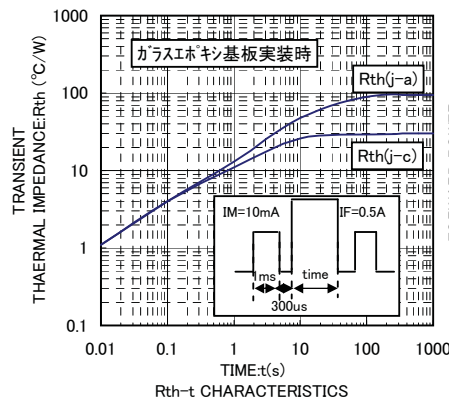 1000
100
10
1
0.1
TRANSIENT
THAERMAL IMPEDANCE:Rth (℃/W)
ｶﾞﾗｽｴﾎﾟｷｼ基板実装時
Rth(j-a)
Rth(j-c)
IM=10mA
IF=0.5A
1ms
time
300us
0.01
0.1
1
10
100
1000
TIME:t(s)
Rth-t CHARACTERISTICS